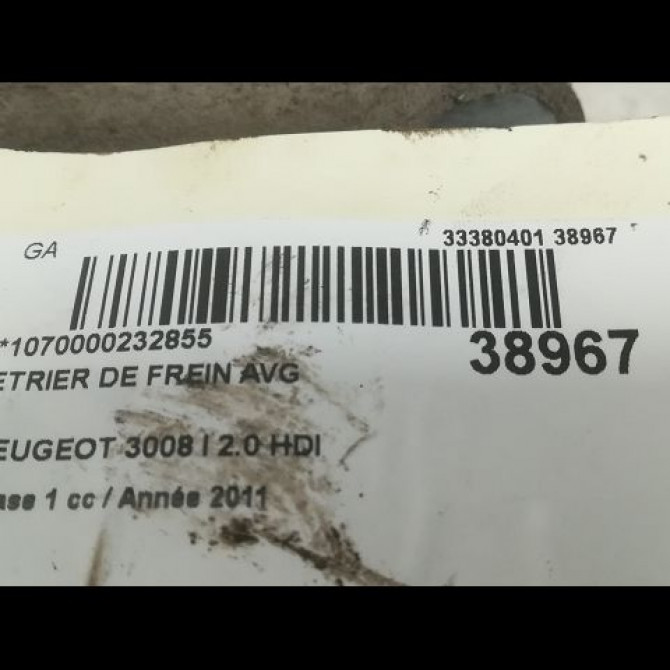 GA
33380401 38967
*1070000232855
38967
ETRIER DE FREIN AVG
EUGEOT 3008 I 2.0 HDI
ase 1 cc / Année 2011